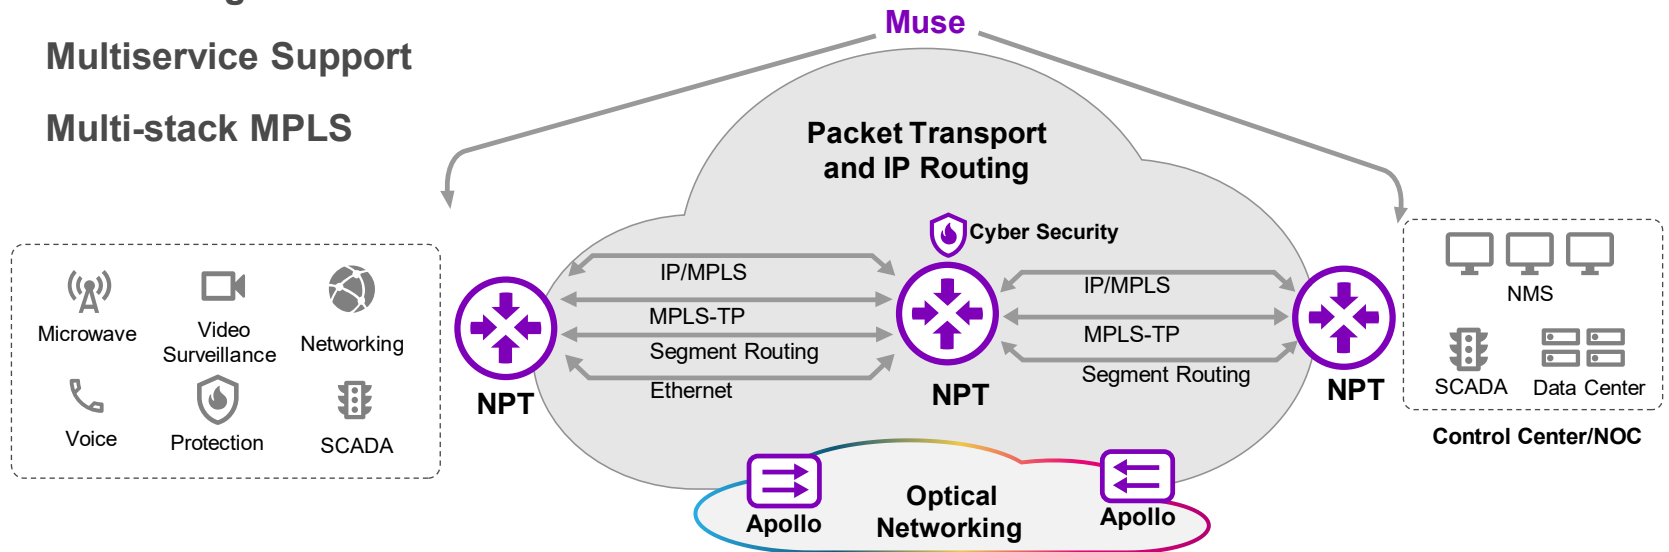 Muse
Multiservice Support
Multi-stack MPLS
Packet Transport
and IP Routing
Cyber Security
Microwave
Video
Surveillance
Networking
Voice
Protection
SCADA
NPT
IP/MPLS
MPLS-TP
Segment Routing
Ethernet
NPT
IP/MPLS
MPLS-TP
Segment Routing
NPT
NMS
SCADA
Data Center
Control Center/NOC
Apollo
Optical
Networking
Apollo